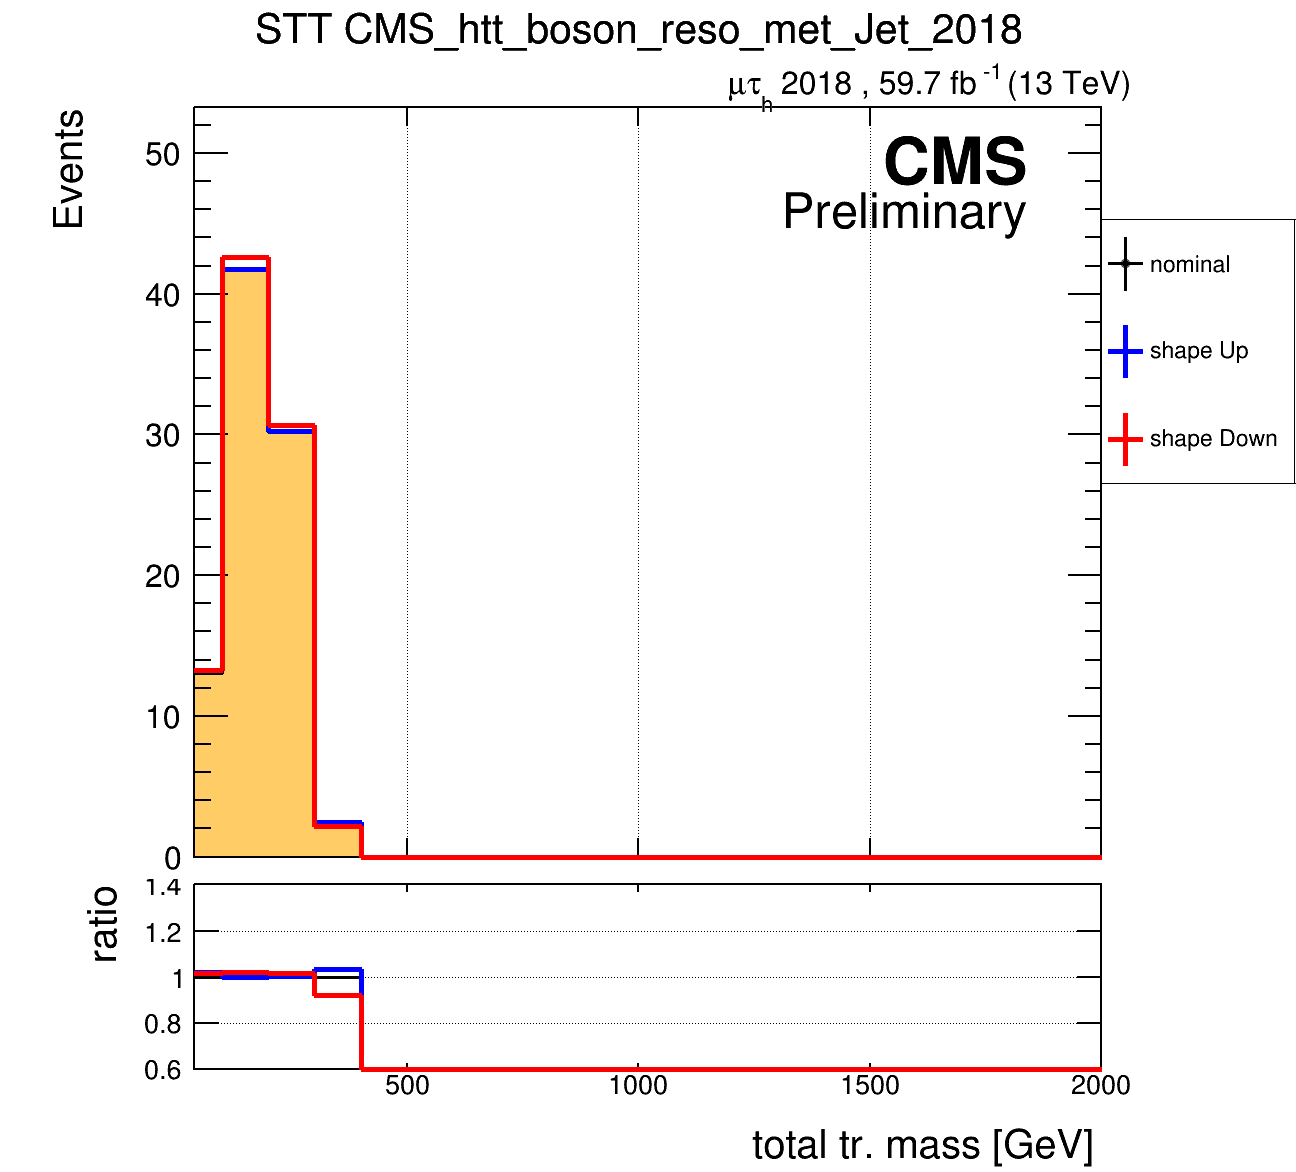 STT CMS_htt_boson_reso_met_Jet_2018
μτh 2018 , 59.7 fb-1 (13 TeV)
Events
50
40
30
20
10
0
CMS
Preliminary
nominal
shape Up
shape Down
ratio
1.4
1.2
1
0.8
0.6
500 1000 1500 2000
total tr. mass [GeV]